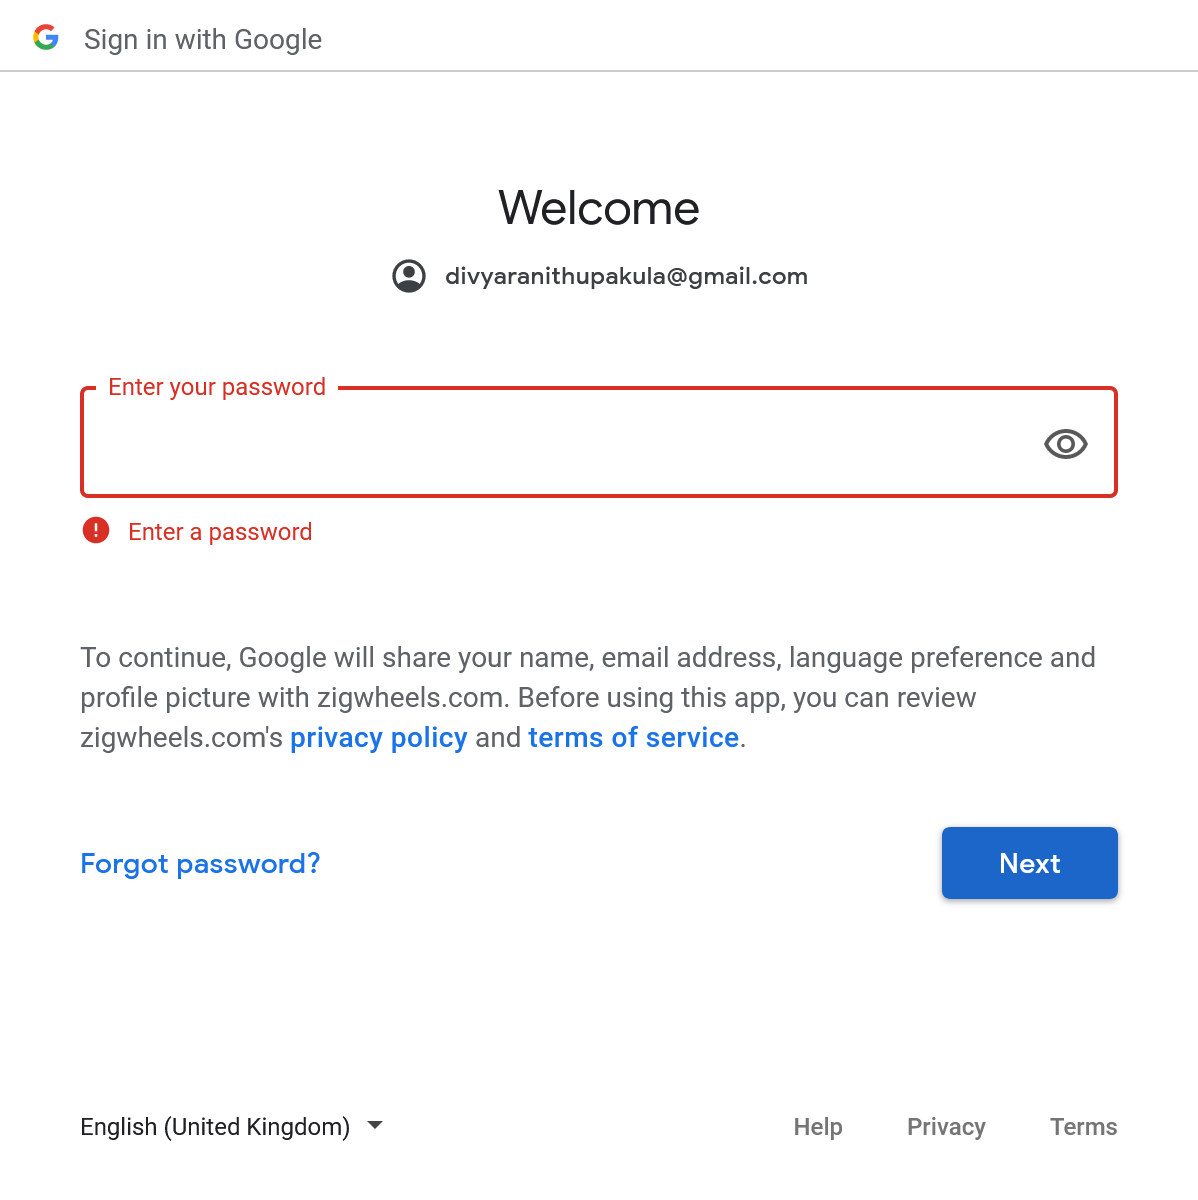 Sign in with Google
Welcome
divyaranithupakula@gmail.com
Enter your password
Enter a password
To continue, Google will share your name, email address, language preference and
profile picture with zigwheels.com. Before using this app, you can review
zigwheels.com's privacy policy and terms of service.
Forgot password?
Next
English (United Kingdom)
Help
Privacy
Terms